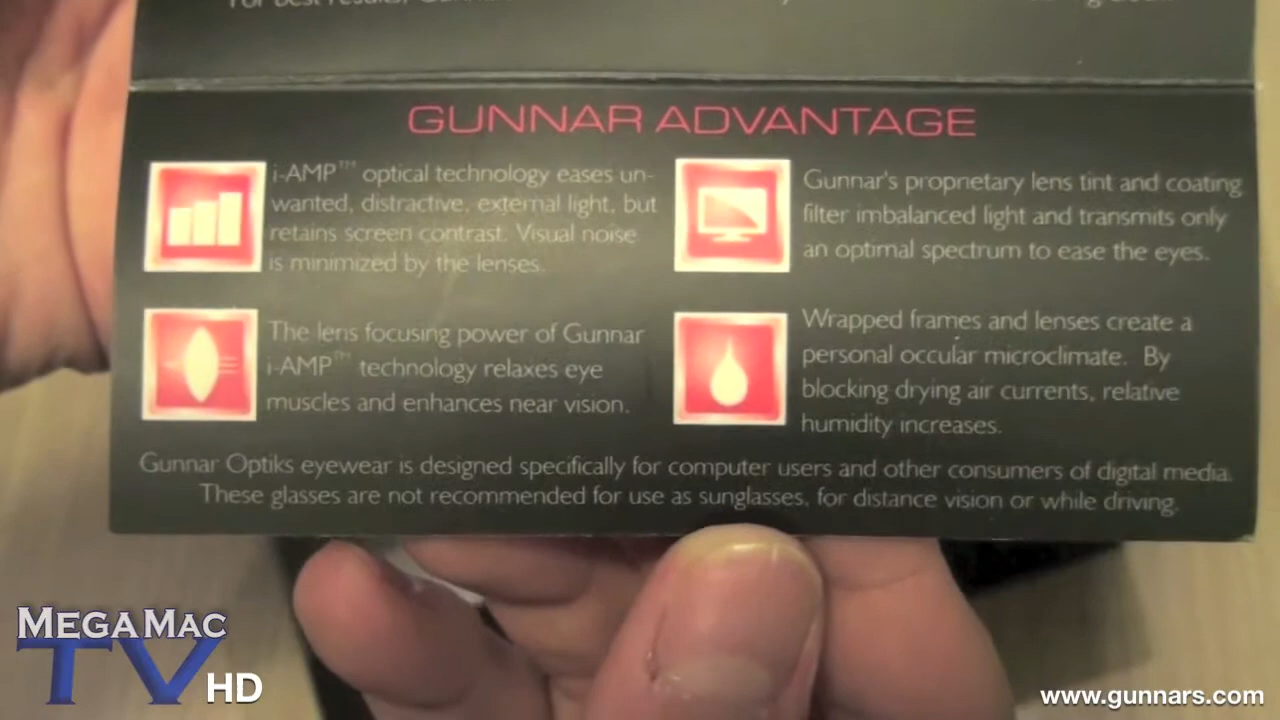 For best results, Gunnar
GUNNAR ADVANTAGE
i-AMP™ optical technology eases un-
wanted, distractive, external light, but
retains screen contrast. Visual noise
is minimized by the lenses.
Gunnar's proprietary lens tint and coating
filter imbalanced light and transmits only
an optimal spectrum to ease the eyes.
The lens focusing power of Gunnar
i-AMP™ technology relaxes eye
muscles and enhances near vision.
Wrapped frames and lenses create a
personal occular microclimate. By
blocking drying air currents, relative
humidity increases.
Gunnar Optiks eyewear is designed specifically for computer users and other consumers of digital media.
These glasses are not recommended for use as sunglasses, for distance vision or while driving.
MEGAMAC
TV HD
www.gunnars.com